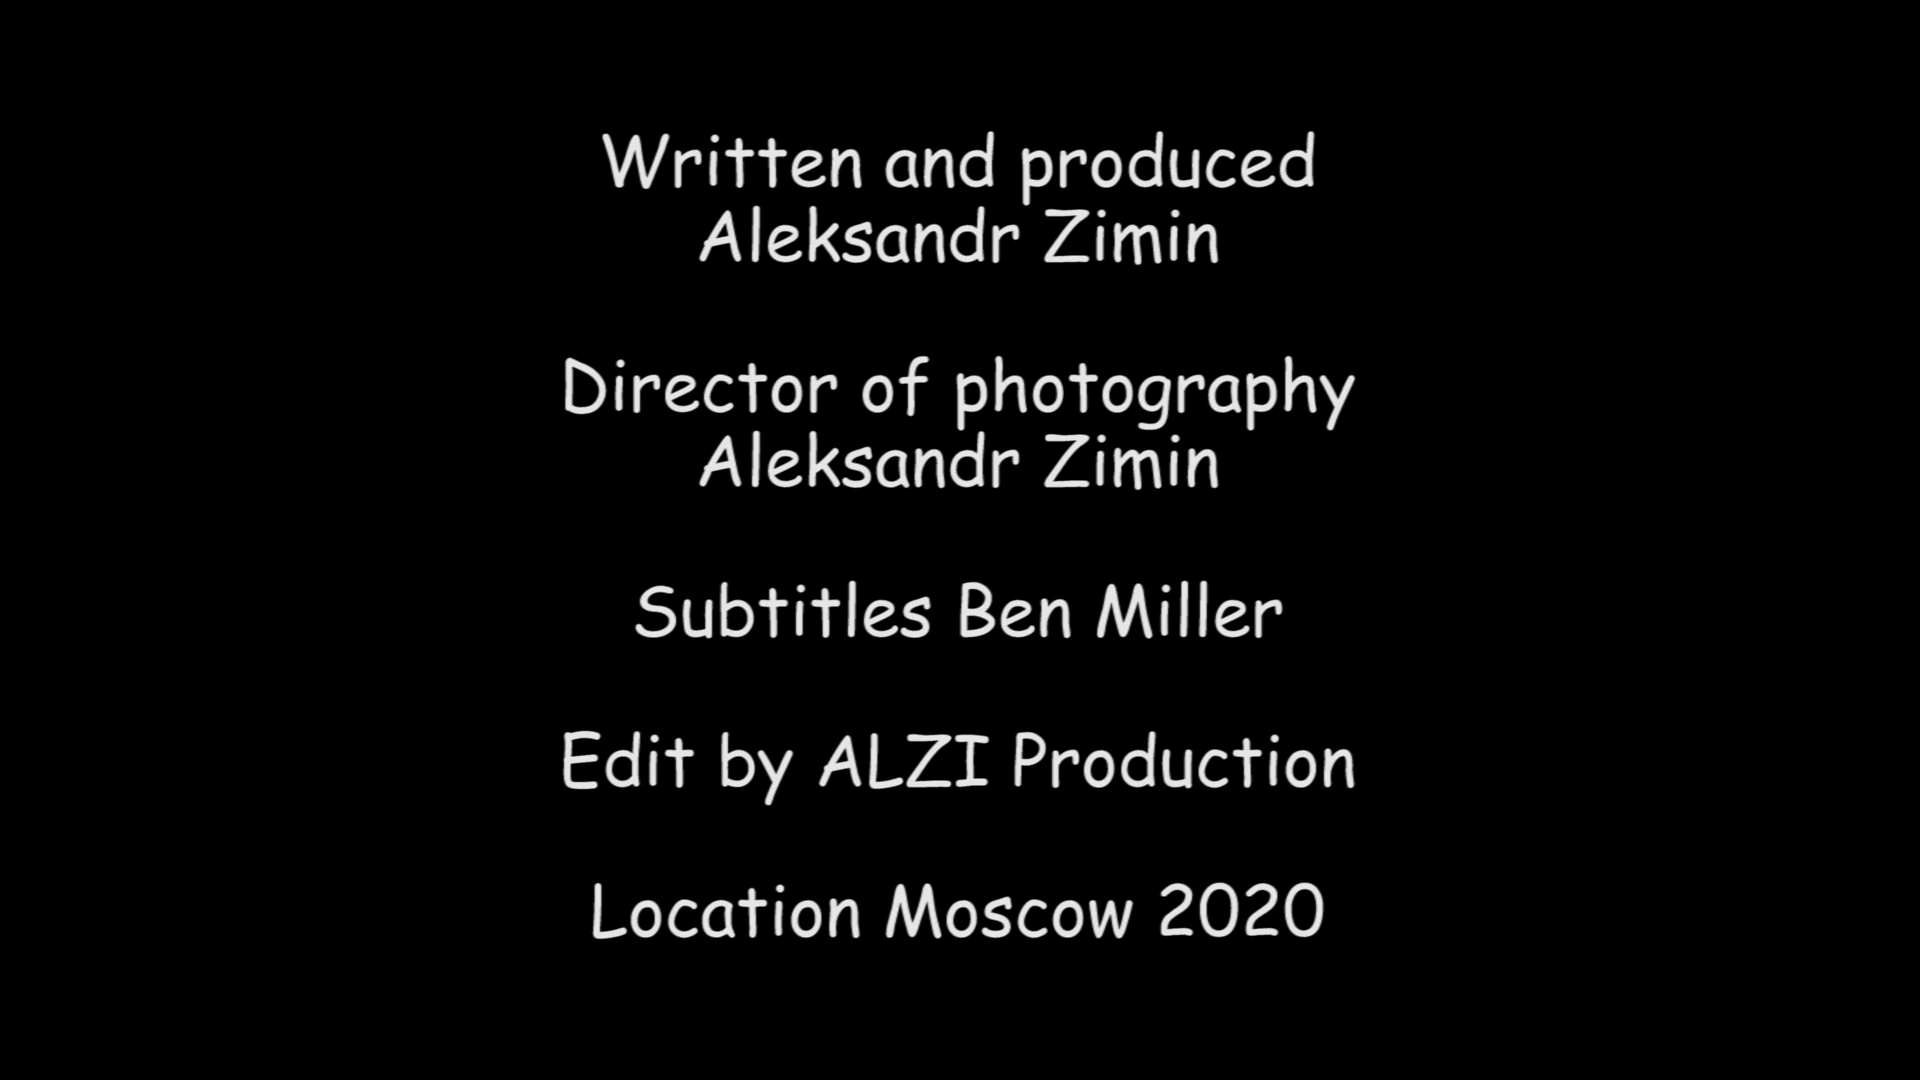 Written and produced
Aleksandr Zimin
Director of photography
Aleksandr Zimin
Subtitles Ben Miller
Edit by ALZI Production
Location Moscow 2020